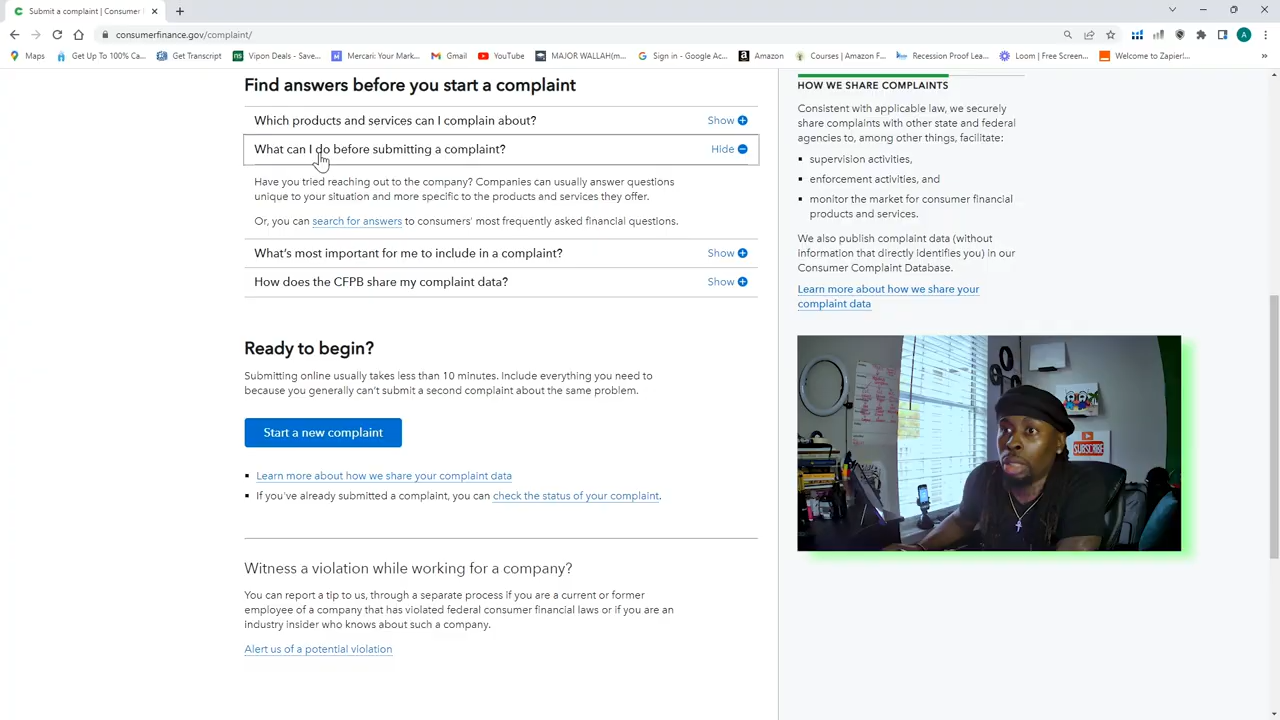 Submit a complaint | Consumer
consumerfinance.gov/complaint/
Maps
Get Up To 100% Ca...
Get Transcript
Vipon Deals - Save...
Mercari: Your Mark...
Gmail
YouTube
MAJOR WALLAH(m...
Sign in - Google Ac...
Amazon
Courses | Amazon F...
Recession Proof Lea...
Loom | Free Screen...
Welcome to Zapier!...
»
A
Find answers before you start a complaint
Which products and services can I complain about?
Show
What can I do before submitting a complaint?
Hide
Have you tried reaching out to the company? Companies can usually answer questions
unique to your situation and more specific to the products and services they offer.
Or, you can search for answers to consumers' most frequently asked financial questions.
What's most important for me to include in a complaint?
Show
How does the CFPB share my complaint data?
Show
Ready to begin?
Submitting online usually takes less than 10 minutes. Include everything you need to
because you generally can't submit a second complaint about the same problem.
Start a new complaint
Learn more about how we share your complaint data
If you've already submitted a complaint, you can check the status of your complaint.
Witness a violation while working for a company?
You can report a tip to us, through a separate process if you are a current or former
employee of a company that has violated federal consumer financial laws or if you are an
industry insider who knows about such a company.
Alert us of a potential violation
HOW WE SHARE COMPLAINTS
Consistent with applicable law, we securely
share complaints with other state and federal
agencies to, among other things, facilitate:
supervision activities,
enforcement activities, and
monitor the market for consumer financial
products and services.
We also publish complaint data (without
information that directly identifies you) in our
Consumer Complaint Database.
Learn more about how we share your
complaint data
SUBSCRIBE